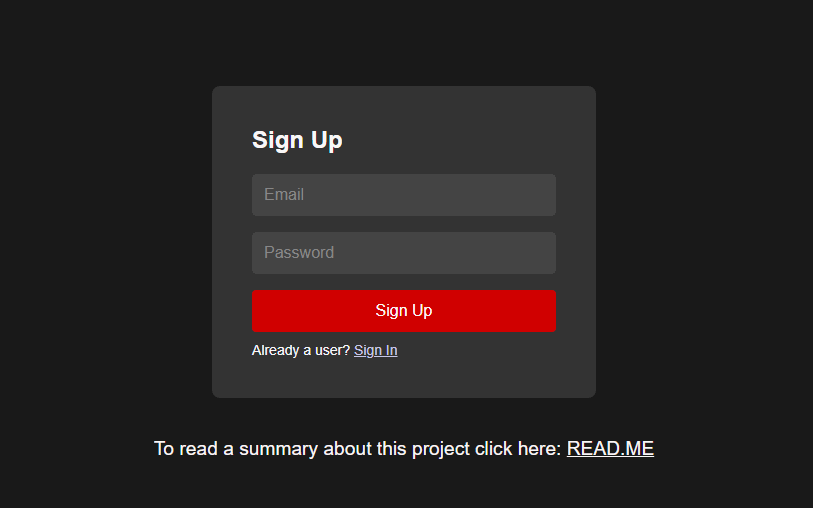 Sign Up
Email
Password
Sign Up
Already a user? Sign In
To read a summary about this project click here: READ.ME